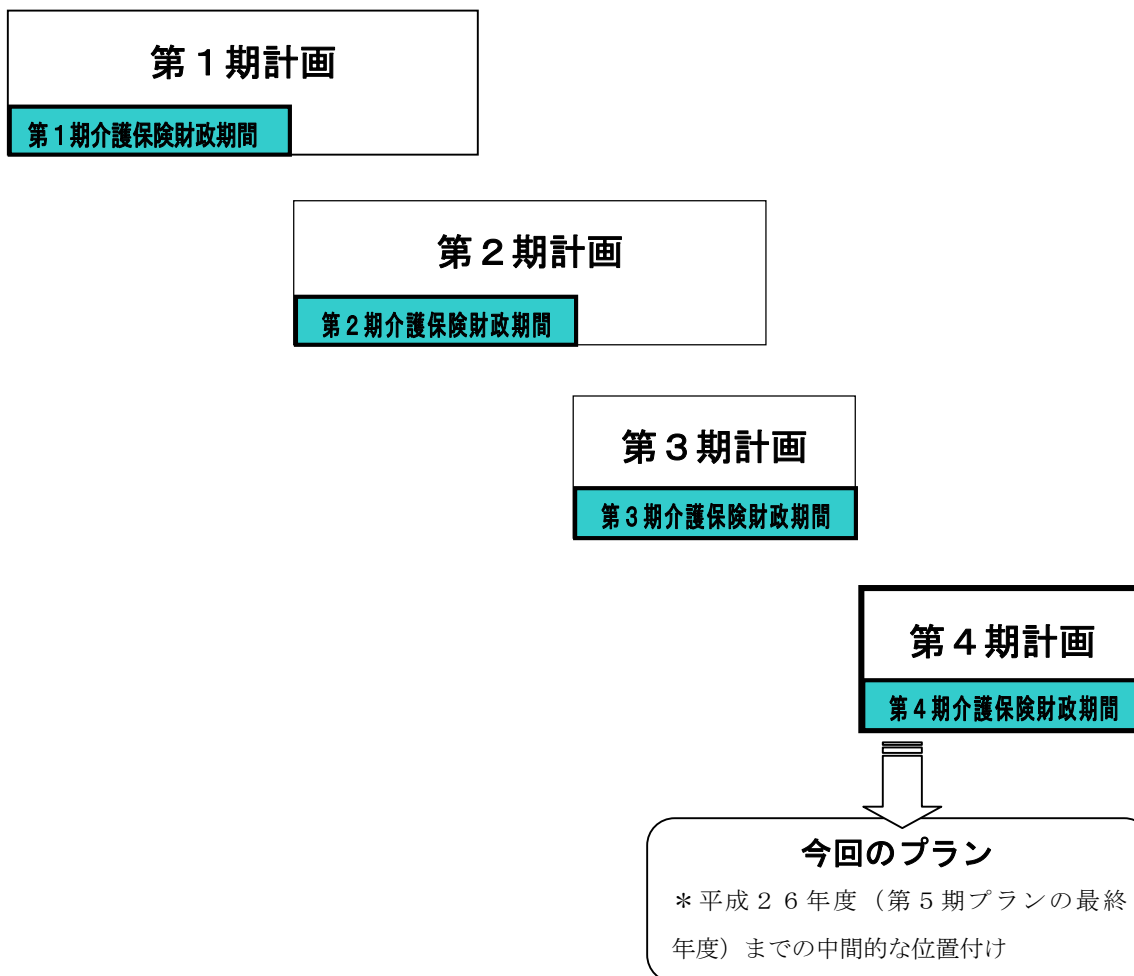 第１期計画
第１期介護保険財政期間
第２期計画
第２期介護保険財政期間
第３期計画
第３期介護保険財政期間
第４期計画
第４期介護保険財政期間
今回のプラン
＊平成２６年度（第５期プランの最終
年度）までの中間的な位置付け